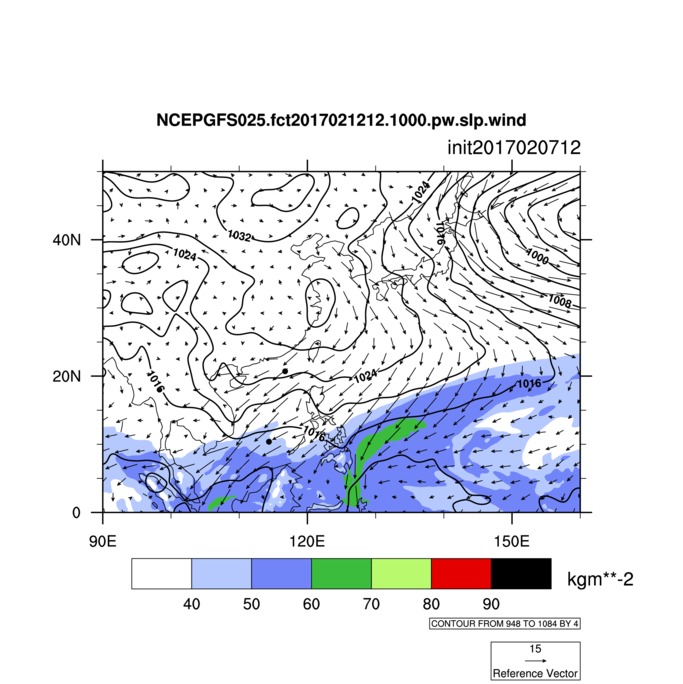 NCEPGFS025.fct2017021212.1000.pw.slp.wind
init2017020712
40N
20N
0
90E
120E
150E
1024
1016
1032
1024
1000
1008
1016
1024
1016
1016
40
50
60
70
80
90
kgm**-2
CONTOUR FROM 948 TO 1084 BY 4
15
Reference Vector